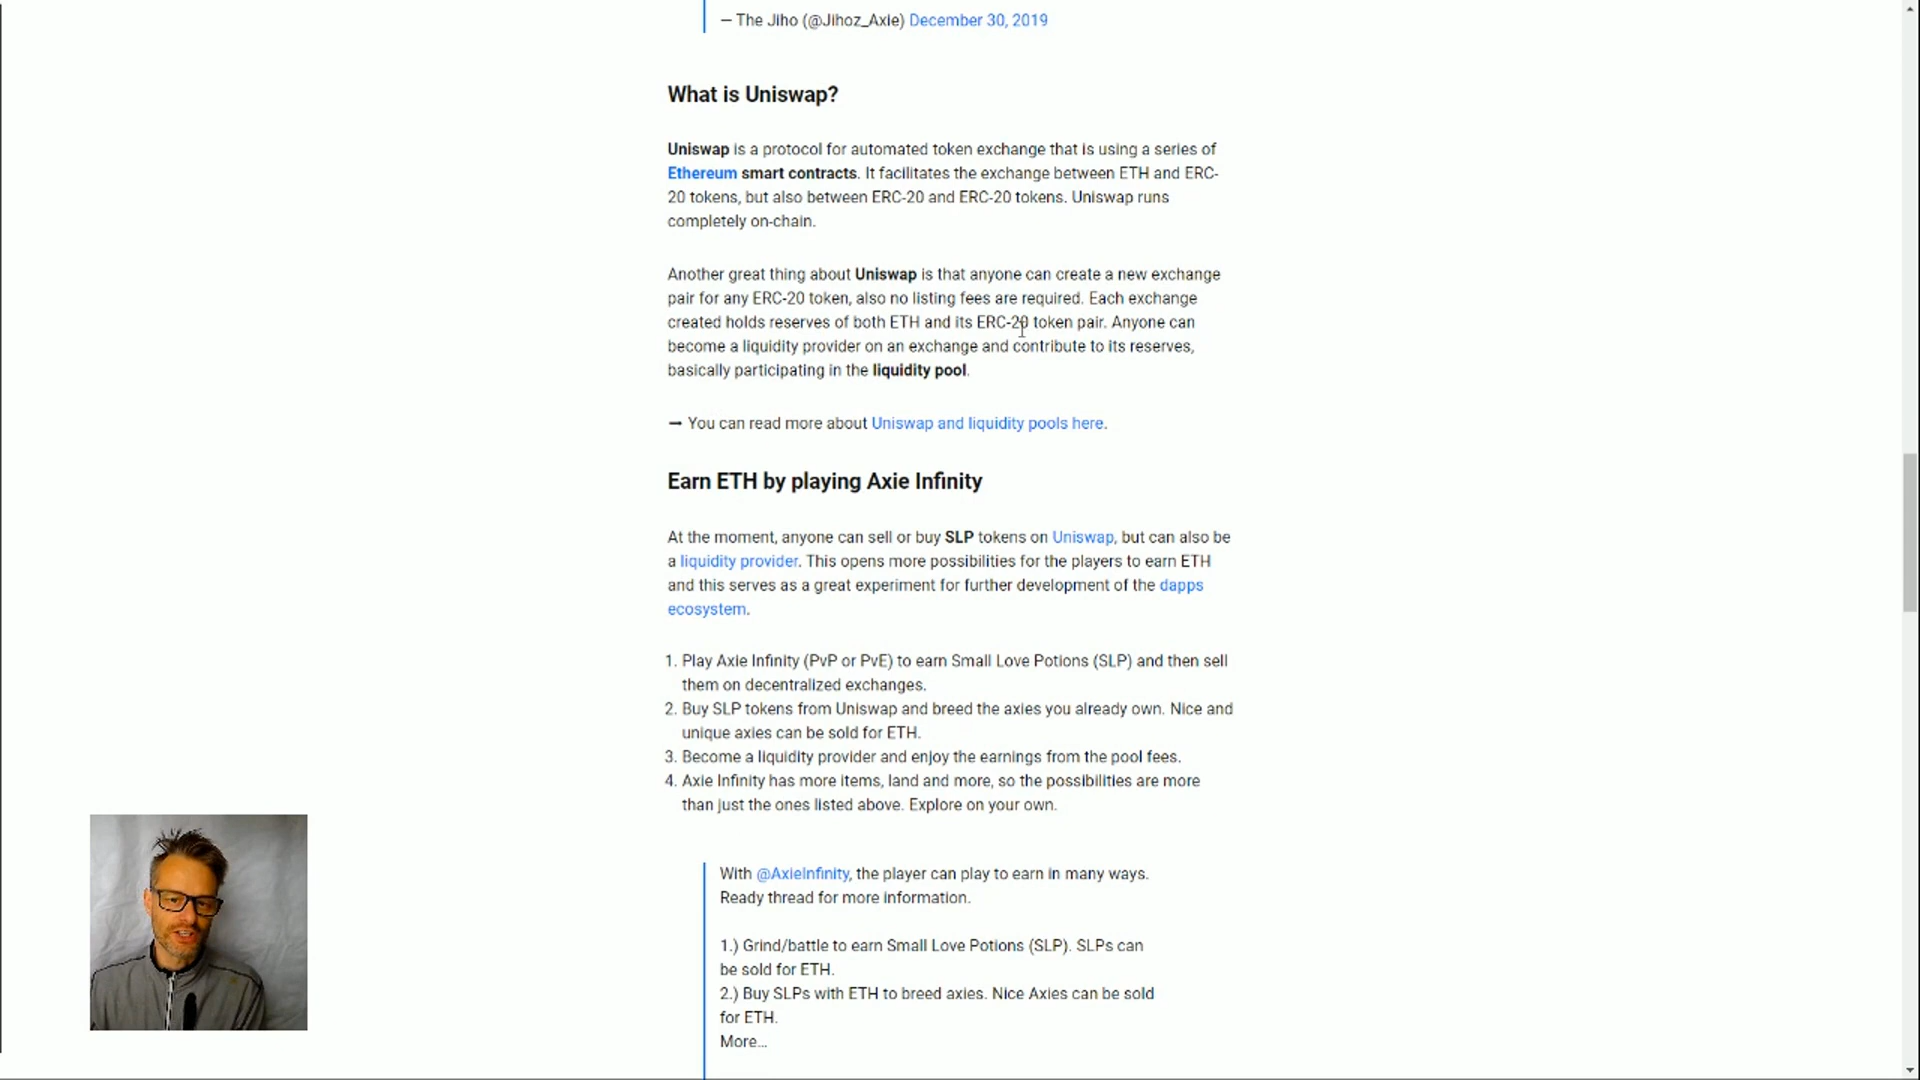 — The Jiho (@Jihoz_Axie) December 30, 2019
What is Uniswap?
Uniswap is a protocol for automated token exchange that is using a series of
Ethereum smart contracts. It facilitates the exchange between ETH and ERC-
20 tokens, but also between ERC-20 and ERC-20 tokens. Uniswap runs
completely on-chain.
Another great thing about Uniswap is that anyone can create a new exchange
pair for any ERC-20 token, also no listing fees are required. Each exchange
created holds reserves of both ETH and its ERC-20 token pair. Anyone can
become a liquidity provider on an exchange and contribute to its reserves,
basically participating in the liquidity pool.
➞ You can read more about Uniswap and liquidity pools here.
Earn ETH by playing Axie Infinity
At the moment, anyone can sell or buy SLP tokens on Uniswap, but can also be
a liquidity provider. This opens more possibilities for the players to earn ETH
and this serves as a great experiment for further development of the dapps
ecosystem.
1. Play Axie Infinity (PvP or PvE) to earn Small Love Potions (SLP) and then sell
them on decentralized exchanges.
2. Buy SLP tokens from Uniswap and breed the axies you already own. Nice and
unique axies can be sold for ETH.
3. Become a liquidity provider and enjoy the earnings from the pool fees.
4. Axie Infinity has more items, land and more, so the possibilities are more
than just the ones listed above. Explore on your own.
With @AxieInfinity, the player can play to earn in many ways.
Ready thread for more information.
1.) Grind/battle to earn Small Love Potions (SLP). SLPs can
be sold for ETH.
2.) Buy SLPs with ETH to breed axies. Nice Axies can be sold
for ETH.
More…